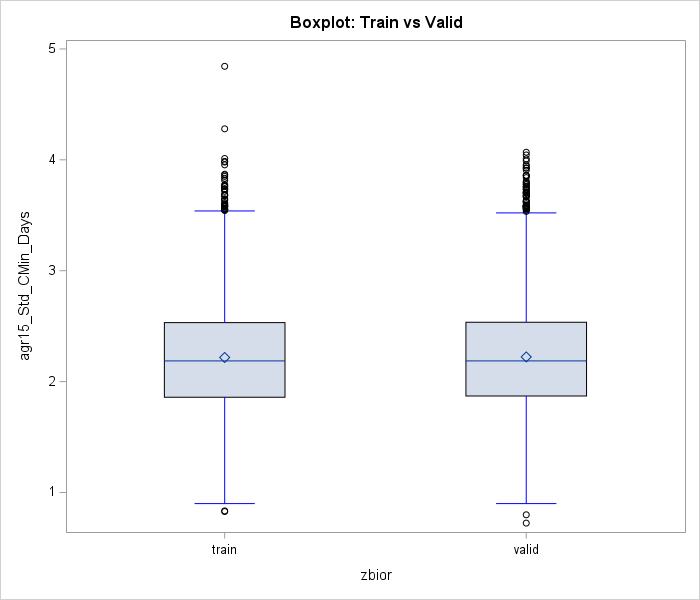 Boxplot: Train vs Valid
5
4
3
2
1
agr15_Std_CMin_Days
train
valid
zbior